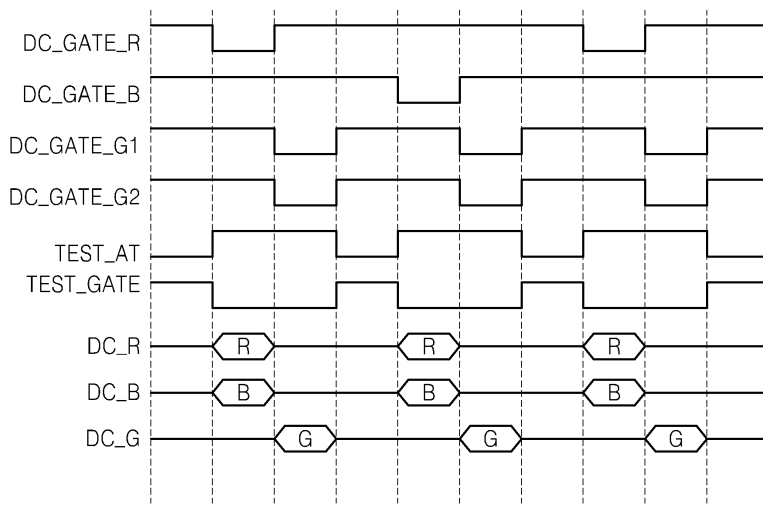 DC_GATE_R
DC_GATE_B
DC_GATE_G1
DC_GATE_G2
TEST_AT
TEST_GATE
DC_R R R R
DC_B B B B
DC_G G G G